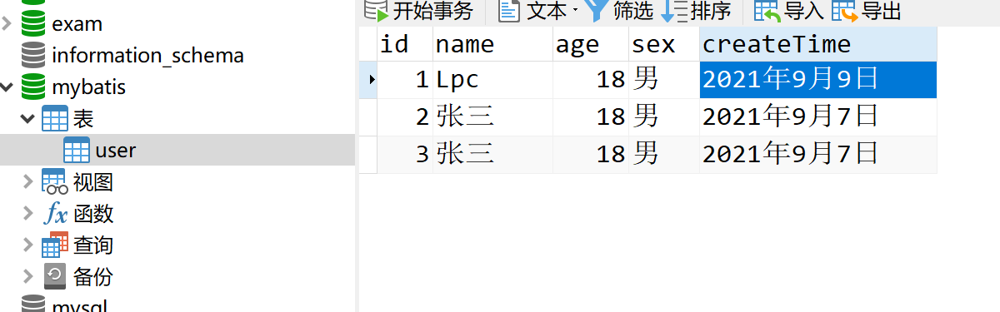 exam
information_schema
mybatis
表
user
视图
fx 函数
查询
备份
mysql
开始事务 文本 筛选 排序 导入 导出
id name age sex createTime
1 Lpc 18 男 2021年9月9日
2 张三 18 男 2021年9月7日
3 张三 18 男 2021年9月7日